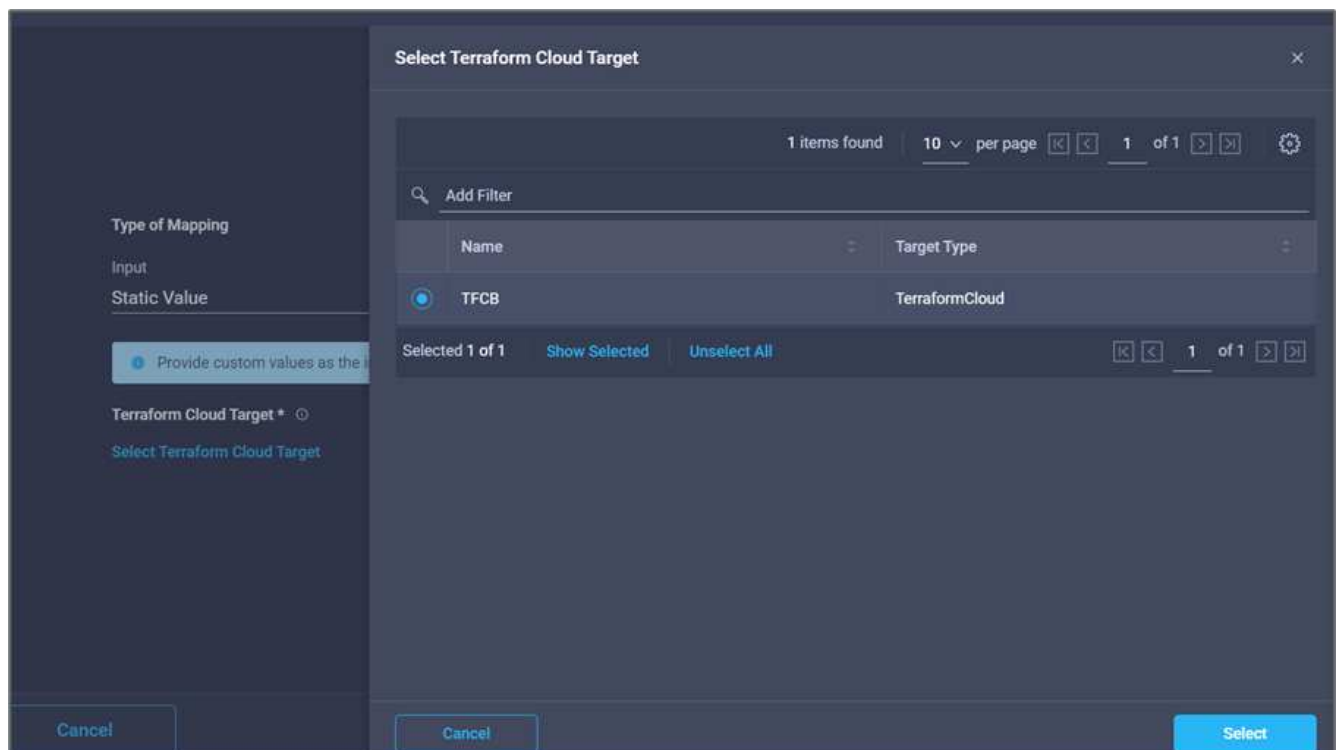 Select Terraform Cloud Target
1 items found 10 per page 1 of 1
Add Filter
Name Target Type
TFCB TerraformCloud
Selected 1 of 1 Show Selected Unselect All 1 of 1
Type of Mapping
Input
Static Value
Provide custom values as the
Terraform Cloud Target *
Select Terraform Cloud Target
Cancel
Cancel Select